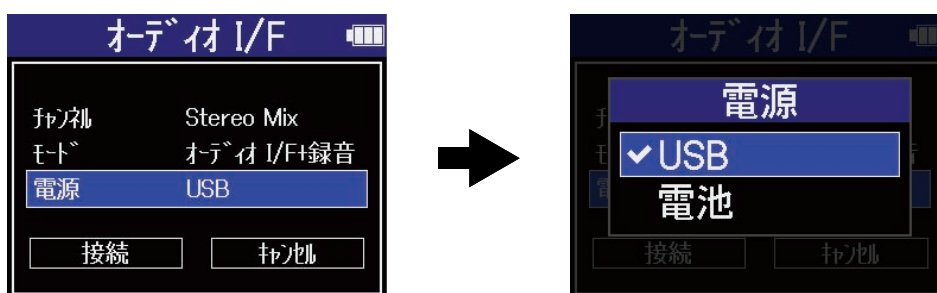 オーディオ I/F
チャンネル Stereo Mix
モード オーディオ I/F+録音
電源 USB
接続 キャンセル
オーディオ I/F
電源
✔USB
電池
接続 キャンセル